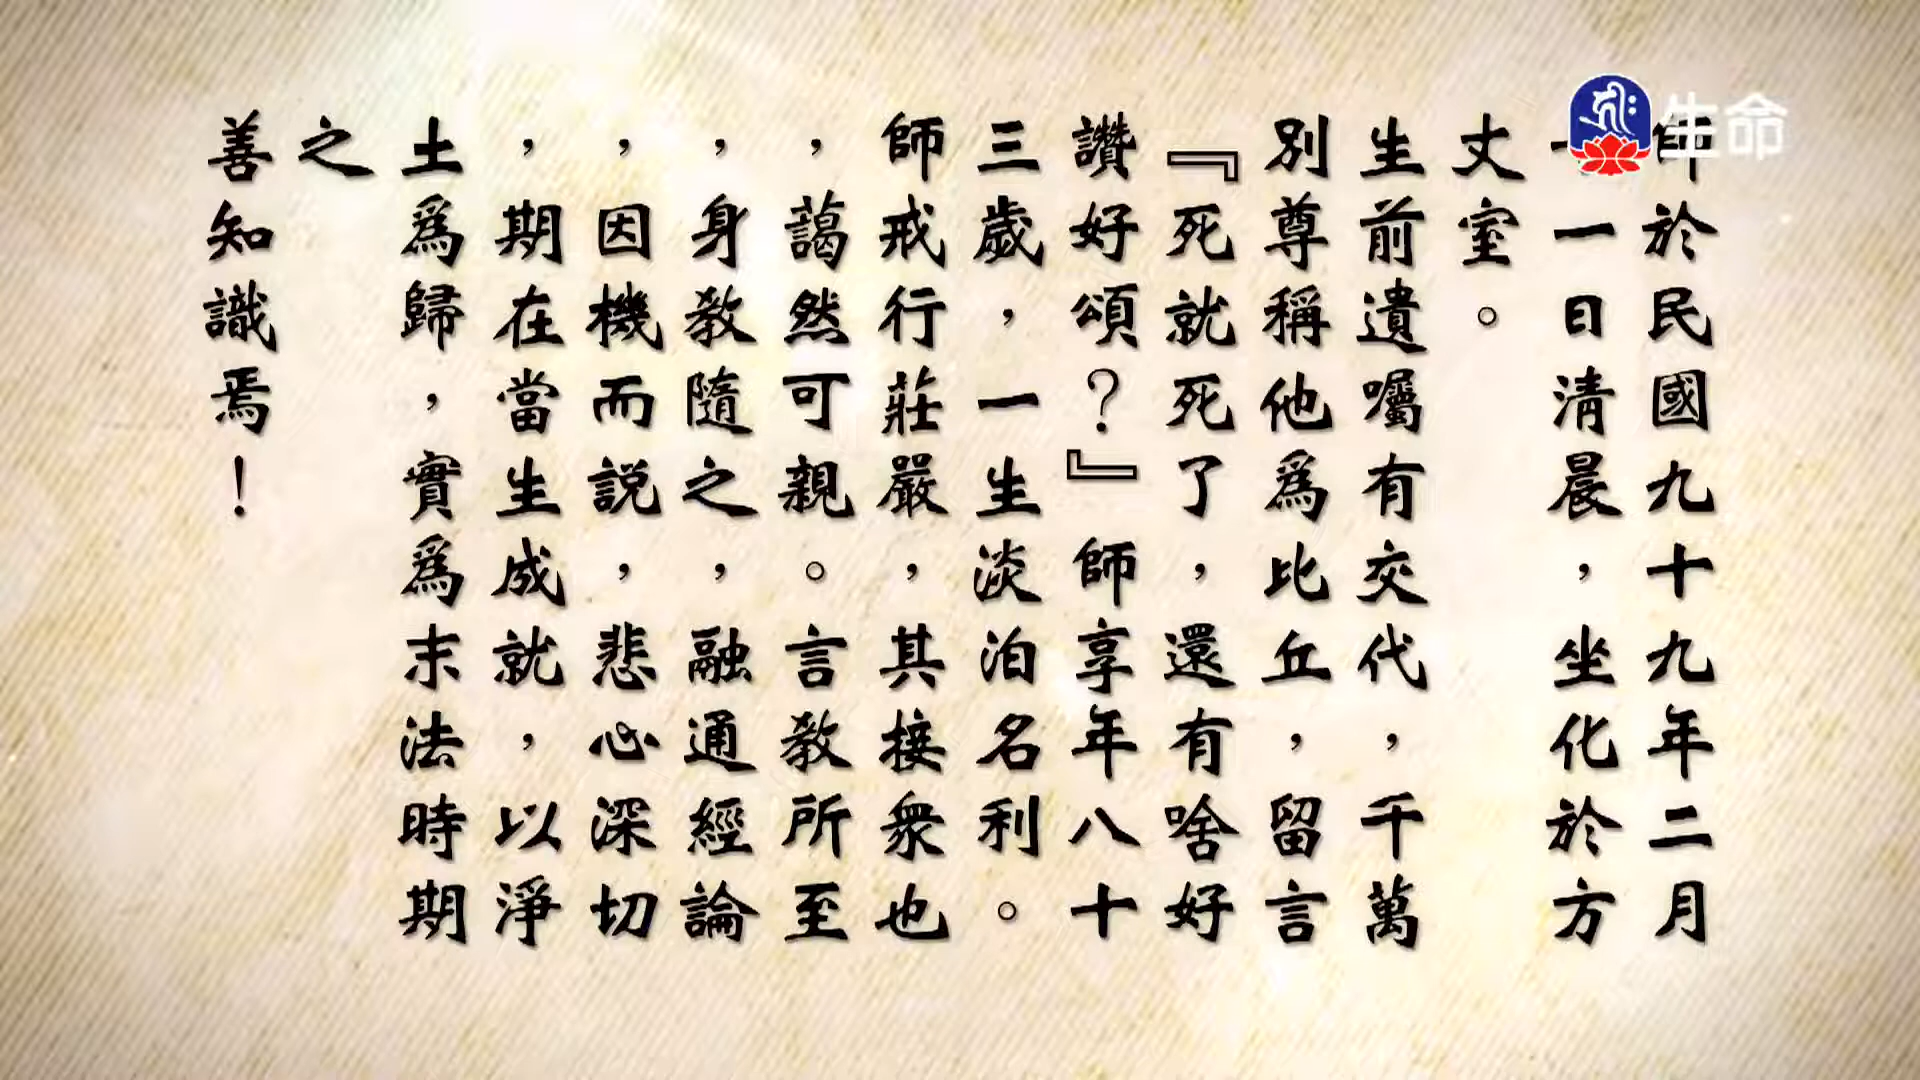 師於民國九十九年二月
一日清晨，坐化於方
丈室。
生前遺囑有交代，千萬
別尊稱他為比丘，留言
『死就死了，還有啥好
讚好頌？』師享年八十
三歲，一生淡泊名利。
師戒行莊嚴，其接眾也
，藹然可親。言教所至
，身教隨之，融通經論
，因機而說，悲心深切
，期在當生成就，以淨
土為歸，實為末法時期
之
善知識焉！
生命